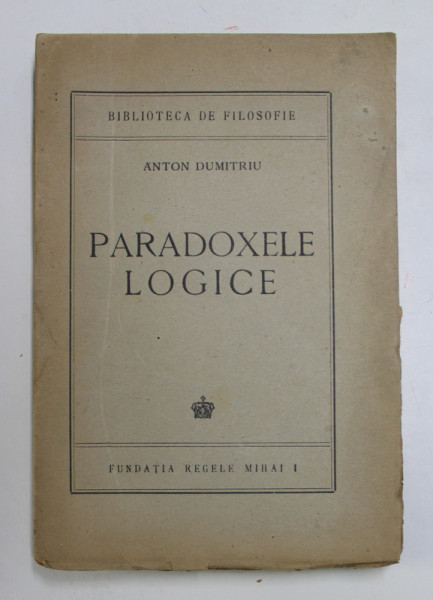 BIBLIOTECA DE FILOSOFIE
ANTON DUMITRIU
PARADOXELE
LOGICE
FUNDAȚIA REGELE MIHAI I